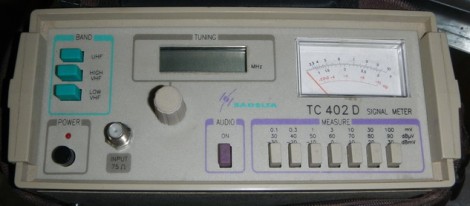 BAND
UHF
HIGH VHF
LOW VHF
TUNING
MHz
SADELTA
TC 402 D SIGNAL METER
POWER
INPUT
75 Ω
AUDIO
ON
MEASURE
0.1 0.3 1 3 10 30 100 mV
30 40 50 60 70 80 90 dBµV
dBmV